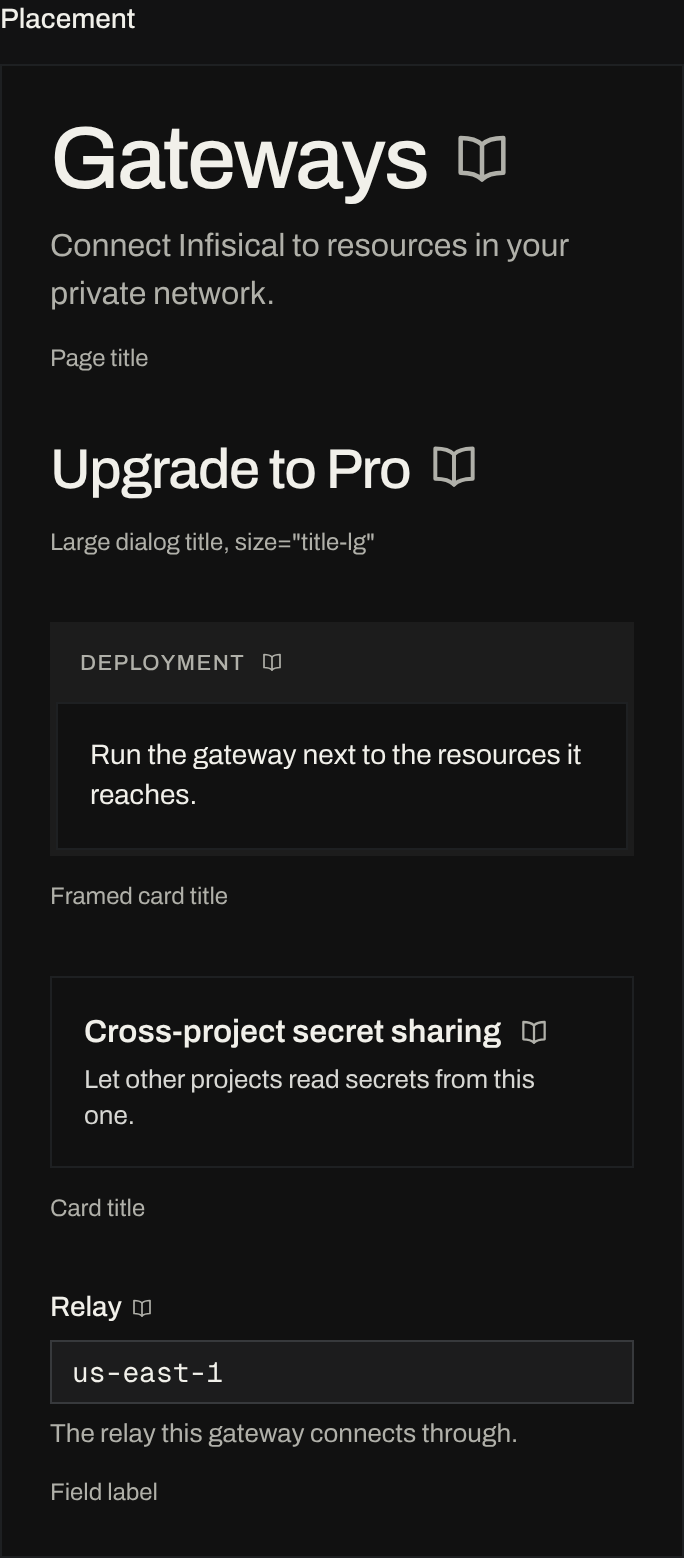 Placement
Gateways
Connect Infisical to resources in your
private network.
Page title
Upgrade to Pro
Large dialog title, size="title-lg"
DEPLOYMENT
Run the gateway next to the resources it
reaches.
Framed card title
Cross-project secret sharing
Let other projects read secrets from this
one.
Card title
Relay
us-east-1
The relay this gateway connects through.
Field label